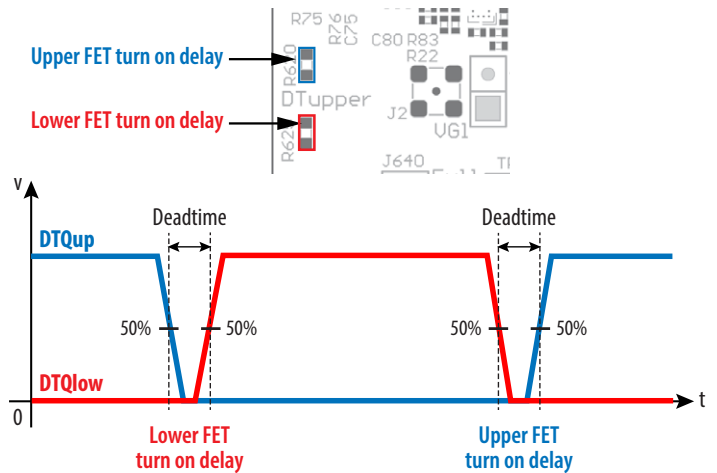 R75
R76
C75
C80 R83
R22
Upper FET turn on delay
R620
DTupper
Lower FET turn on delay
R625
J2
VG1
J640
V
Deadtime
Deadtime
DTQup
50%
50%
50%
50%
DTQlow
0
t
Lower FET
turn on delay
Upper FET
turn on delay